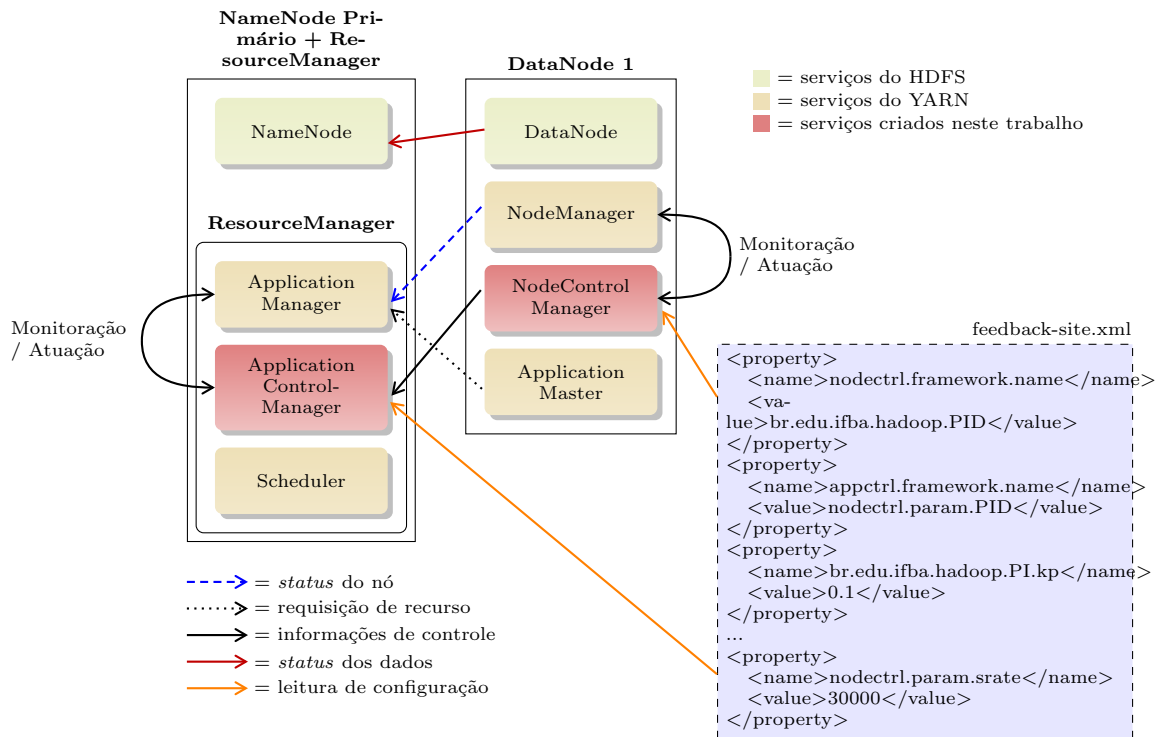 NameNode Pri-
mário + Re-
sourceManager
NameNode
ResourceManager
Application
Manager
Application
Control-
Manager
Scheduler
Monitoração
/ Atuação
DataNode 1
DataNode
NodeManager
NodeControl
Manager
Application
Master
Monitoração
/ Atuação
= serviços do HDFS
= serviços do YARN
= serviços criados neste trabalho
feedback-site.xml
<property>
<name>nodectrl.framework.name</name>
<va-
lue>br.edu.ifba.hadoop.PID</value>
</property>
<property>
<name>appctrl.framework.name</name>
<value>nodectrl.param.PID</value>
</property>
<property>
<name>br.edu.ifba.hadoop.PI.kp</name>
<value>0.1</value>
</property>
...
<property>
<name>nodectrl.param.srate</name>
<value>30000</value>
</property>
= status do nó
= requisição de recurso
= informações de controle
= status dos dados
= leitura de configuração